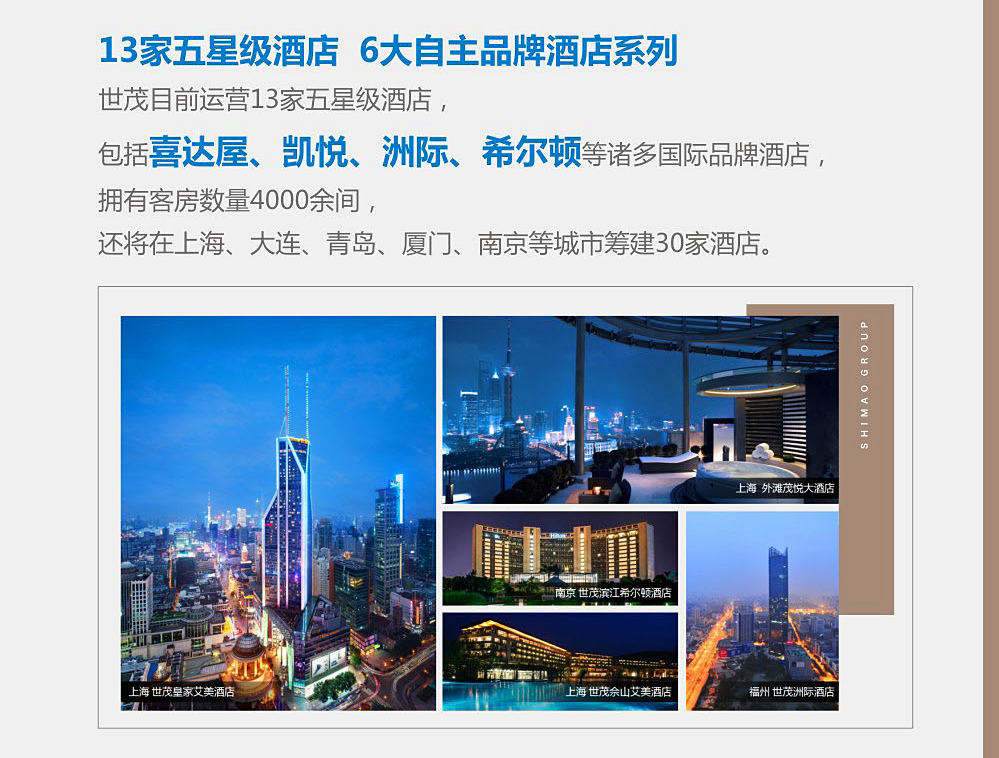 13家五星级酒店 6大自主品牌酒店系列
世茂目前运营13家五星级酒店，
包括喜达屋、凯悦、洲际、希尔顿等诸多国际品牌酒店，
拥有客房数量4000余间，
还将在上海、大连、青岛、厦门、南京等城市筹建30家酒店。
SHIMAO GROUP
上海 外滩茂悦大酒店
Hilton
南京 世茂滨江希尔顿酒店
上海 世茂皇家艾美酒店
上海 世茂佘山艾美酒店
福州 世茂洲际酒店